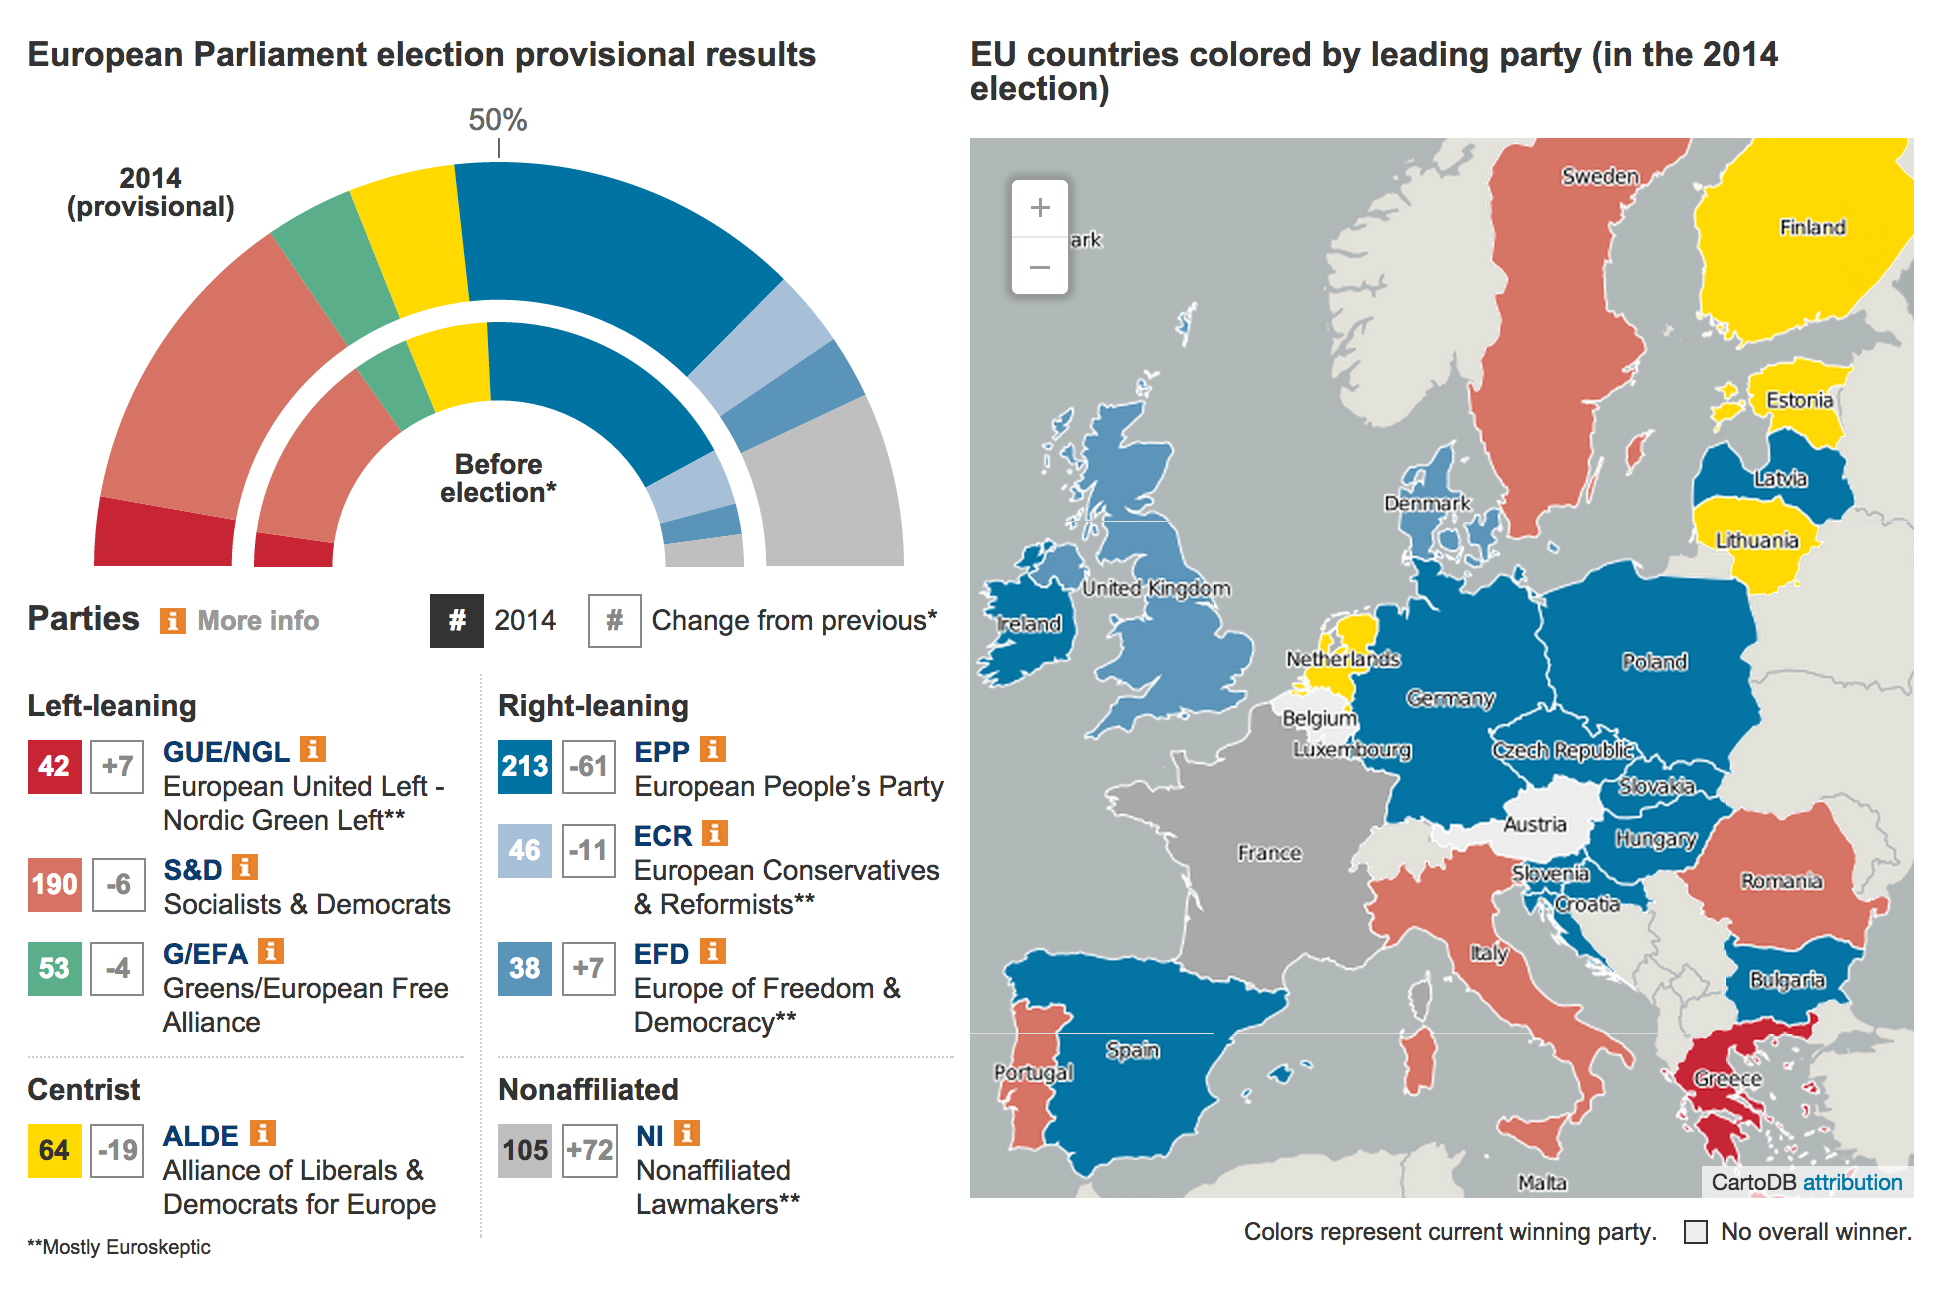 European Parliament election provisional results
50%
2014
(provisional)
Before
election*
Parties
i
More info
#
2014
#
Change from previous*
Left-leaning
42
+7
GUE/NGL i
European United Left -
Nordic Green Left**
190
-6
S&D i
Socialists & Democrats
53
-4
G/EFA i
Greens/European Free
Alliance
Centrist
64
-19
ALDE i
Alliance of Liberals &
Democrats for Europe
**Mostly Euroskeptic
Right-leaning
213
-61
EPP i
European People’s Party
46
-11
ECR i
European Conservatives
& Reformists**
38
+7
EFD i
Europe of Freedom &
Democracy**
Nonaffiliated
105
+72
NI i
Nonaffiliated
Lawmakers**
EU countries colored by leading party (in the 2014
election)
+
−
ark
Sweden
Finland
Estonia
Latvia
Lithuania
Denmark
United Kingdom
Ireland
Netherlands
Poland
Germany
Belgium
Luxembourg
Czech Republic
Slovakia
Austria
Hungary
France
Slovenia
Romania
Croatia
Italy
Bulgaria
Spain
Portugal
Greece
Malta
CartoDB attribution
Colors represent current winning party.
No overall winner.